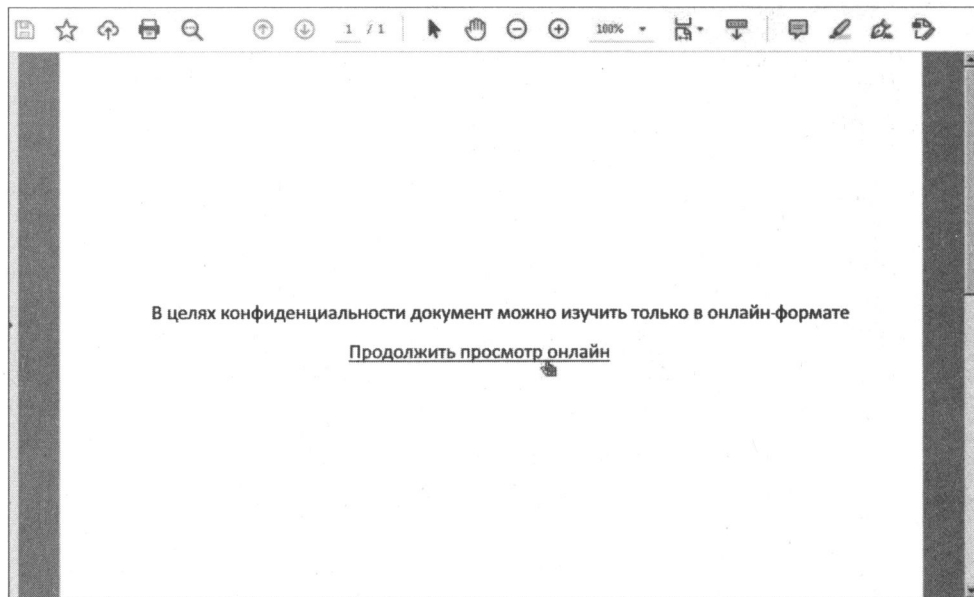 1 / 1
100%
В целях конфиденциальности документ можно изучить только в онлайн-формате
Продолжить просмотр онлайн